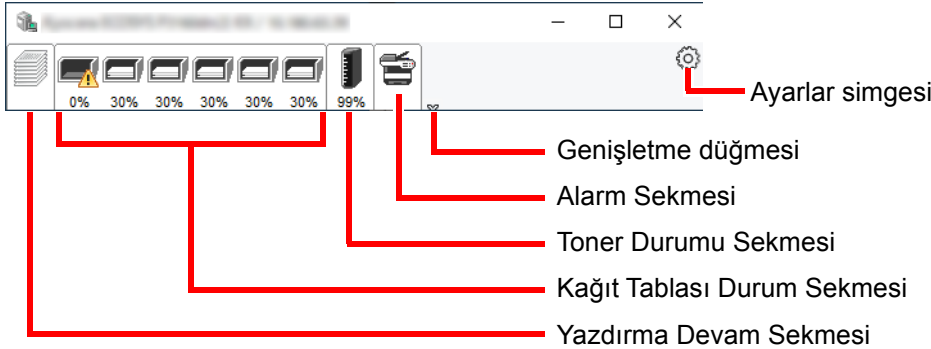 0% 30% 30% 30% 30% 30% 99%
Ayarlar simgesi
Genişletme düğmesi
Alarm Sekmesi
Toner Durumu Sekmesi
Kağıt Tablası Durum Sekmesi
Yazdırma Devam Sekmesi